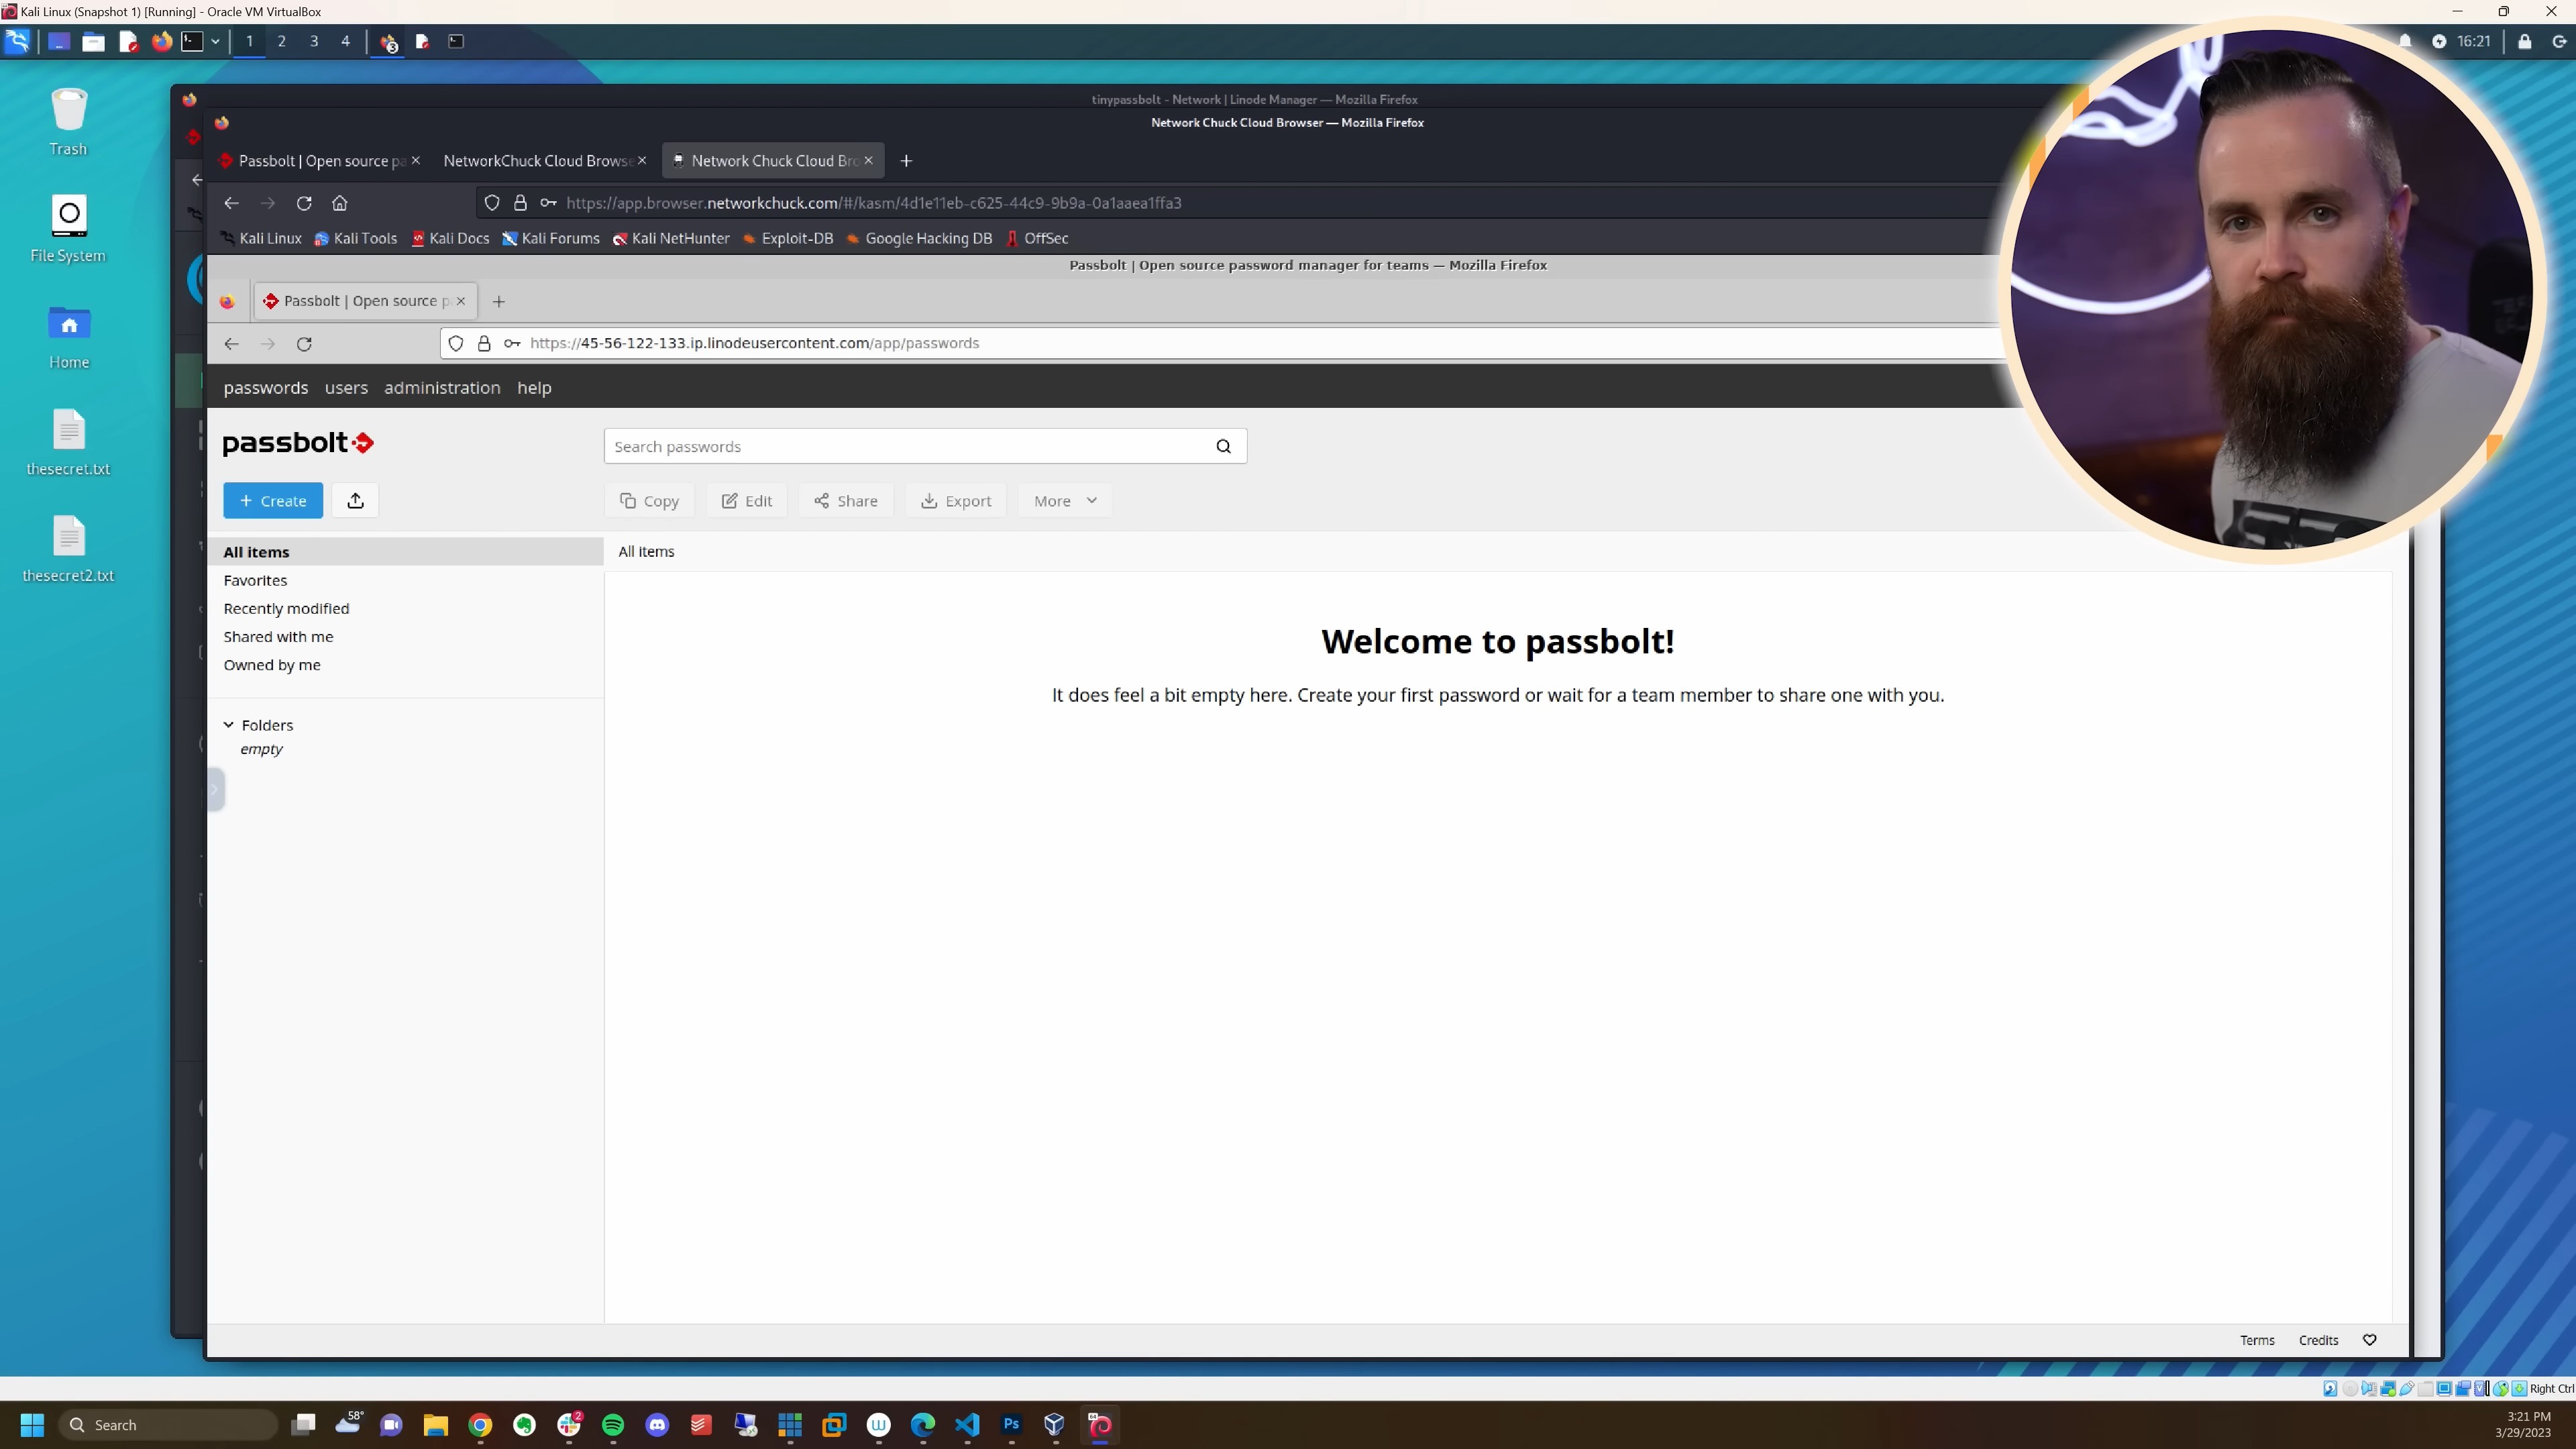 Kali Linux (Snapshot 1) [Running] - Oracle VM VirtualBox
1 2 3 4
3
16:21
Trash
File System
Home
thesecret.txt
thesecret2.txt
tinypassbolt - Network | Linode Manager — Mozilla Firefox
Network Chuck Cloud Browser — Mozilla Firefox
Passbolt | Open source pa
NetworkChuck Cloud Browse
Network Chuck Cloud Bro
https://app.browser.networkchuck.com/#/kasm/4d1e11eb-c625-44c9-9b9a-0a1aaea1ffa3
Kali Linux Kali Tools Kali Docs Kali Forums Kali NetHunter Exploit-DB Google Hacking DB OffSec
Passbolt | Open source password manager for teams — Mozilla Firefox
Passbolt | Open source p
https://45-56-122-133.ip.linodeusercontent.com/app/passwords
passwords users administration help
passbolt
Search passwords
+ Create
Copy Edit Share Export More
All items
Favorites
Recently modified
Shared with me
Owned by me
Folders
empty
All items
Welcome to passbolt!
It does feel a bit empty here. Create your first password or wait for a team member to share one with you.
Terms Credits
Right Ctrl
Search
58°
2
Ps
3:21 PM
3/29/2023